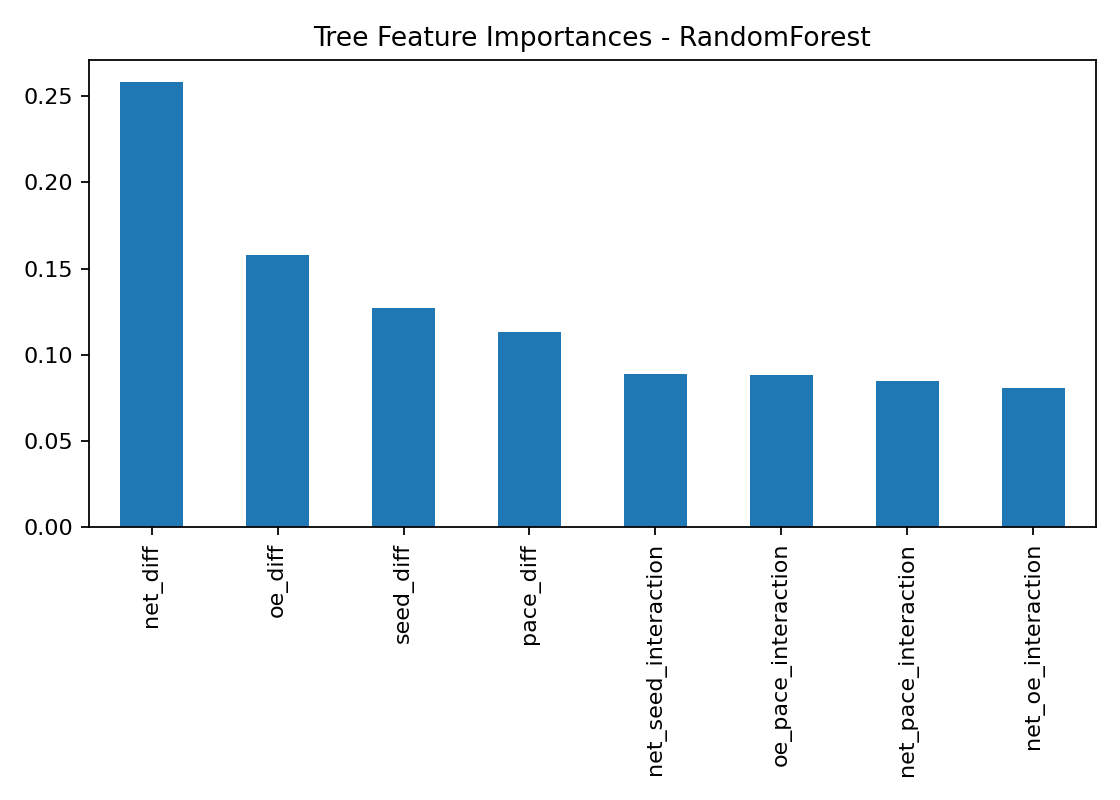 Tree Feature Importances - RandomForest
0.25
0.20
0.15
0.10
0.05
0.00
net_diff
oe_diff
seed_diff
pace_diff
net_seed_interaction
oe_pace_interaction
net_pace_interaction
net_oe_interaction